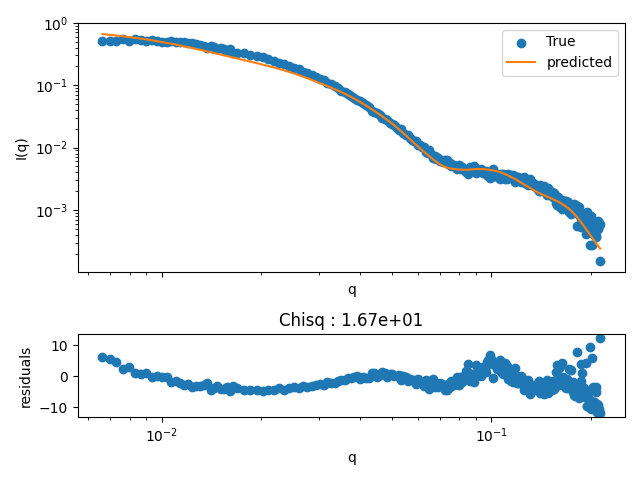 10^0
10^-1
10^-2
10^-3
I(q)
True
predicted
q
Chisq : 1.67e+01
10
0
−10
residuals
10^-2
10^-1
q